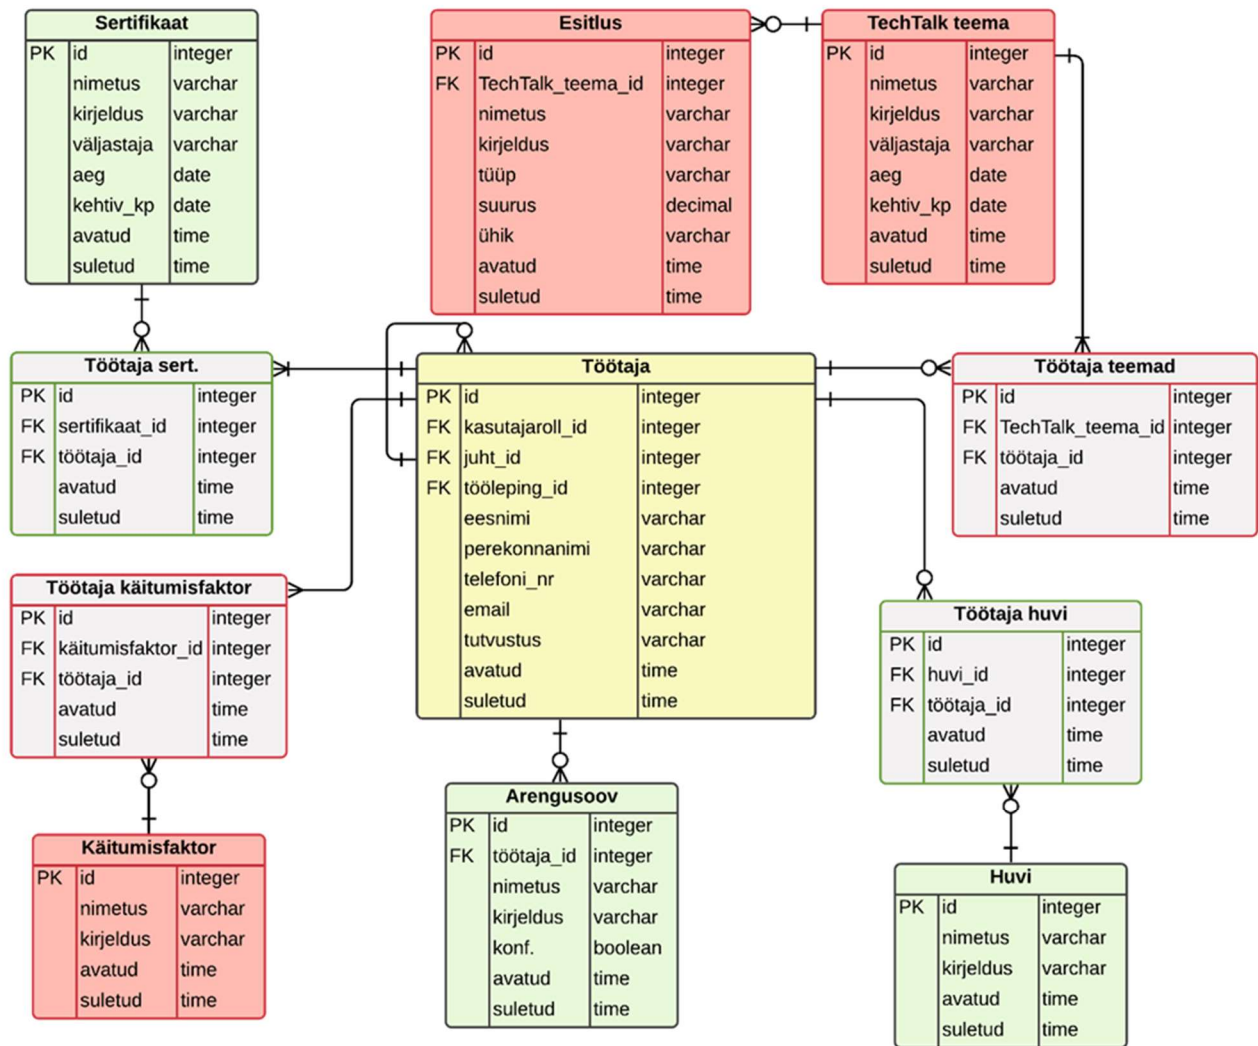 Sertifikaat
PK id integer
nimetus varchar
kirjeldus varchar
väljastaja varchar
aeg date
kehtiv_kp date
avatud time
suletud time
Esitlus
PK id integer
FK TechTalk_teema_id integer
nimetus varchar
kirjeldus varchar
tüüp varchar
suurus decimal
ühik varchar
avatud time
suletud time
TechTalk teema
PK id integer
nimetus varchar
kirjeldus varchar
väljastaja varchar
aeg date
kehtiv_kp date
avatud time
suletud time
Töötaja sert.
PK id integer
FK sertifikaat_id integer
FK töötaja_id integer
avatud time
suletud time
Töötaja
PK id integer
FK kasutajaroll_id integer
FK juht_id integer
FK tööleping_id integer
eesnimi varchar
perekonnanimi varchar
telefoni_nr varchar
email varchar
tutvustus varchar
avatud time
suletud time
Töötaja teemad
PK id integer
FK TechTalk_teema_id integer
FK töötaja_id integer
avatud time
suletud time
Töötaja käitumisfaktor
PK id integer
FK käitumisfaktor_id integer
FK töötaja_id integer
avatud time
suletud time
Töötaja huvi
PK id integer
FK huvi_id integer
FK töötaja_id integer
avatud time
suletud time
Käitumisfaktor
PK id integer
nimetus varchar
kirjeldus varchar
avatud time
suletud time
Arengusoov
PK id integer
FK töötaja_id integer
nimetus varchar
kirjeldus varchar
konf. boolean
avatud time
suletud time
Huvi
PK id integer
nimetus varchar
kirjeldus varchar
avatud time
suletud time